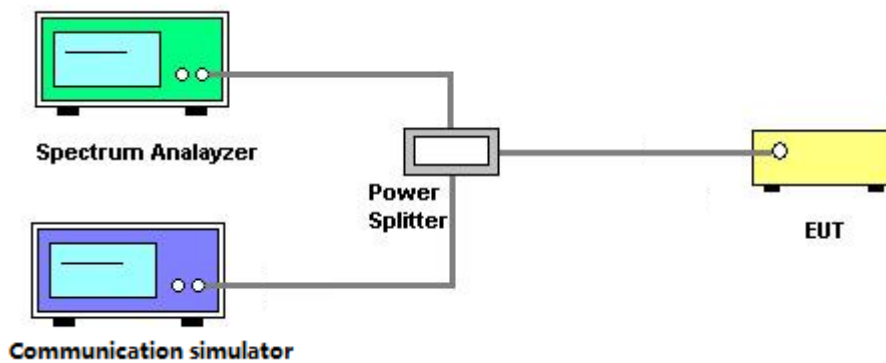 Spectrum Analayzer
Power
Splitter
EUT
Communication simulator